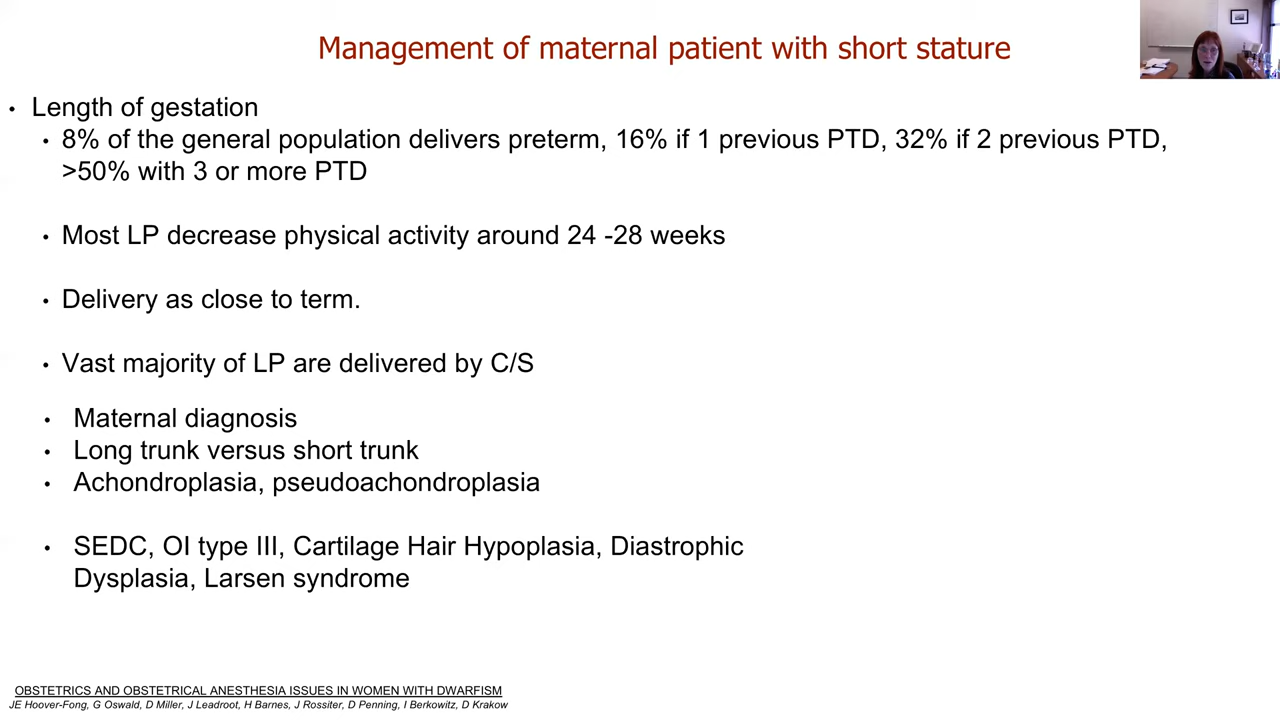 Management of maternal patient with short stature
• Length of gestation
• 8% of the general population delivers preterm, 16% if 1 previous PTD, 32% if 2 previous PTD,
>50% with 3 or more PTD
• Most LP decrease physical activity around 24 -28 weeks
• Delivery as close to term.
• Vast majority of LP are delivered by C/S
• Maternal diagnosis
• Long trunk versus short trunk
• Achondroplasia, pseudoachondroplasia
• SEDC, OI type III, Cartilage Hair Hypoplasia, Diastrophic
Dysplasia, Larsen syndrome
OBSTETRICS AND OBSTETRICAL ANESTHESIA ISSUES IN WOMEN WITH DWARFISM
JE Hoover-Fong, G Oswald, D Miller, J Leadroot, H Barnes, J Rossiter, D Penning, I Berkowitz, D Krakow